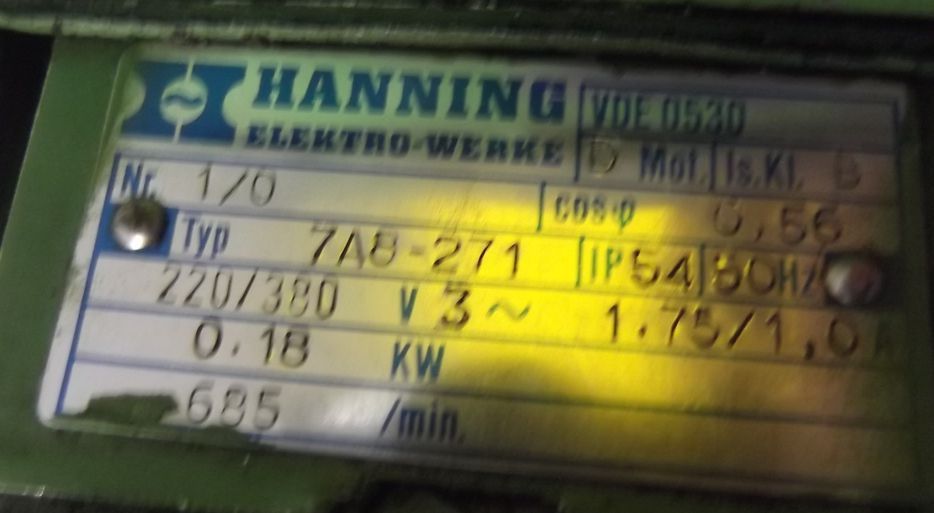 HANNING
ELEKTRO-WERKE
VDE 0530
D Mot. Is.Kl. B
Nr. 1/0
cosφ 0,56
Typ 7A8-271 IP54 50Hz
220/380 V 3~ 1.75/1,0 A
0.18 KW
685 /min.